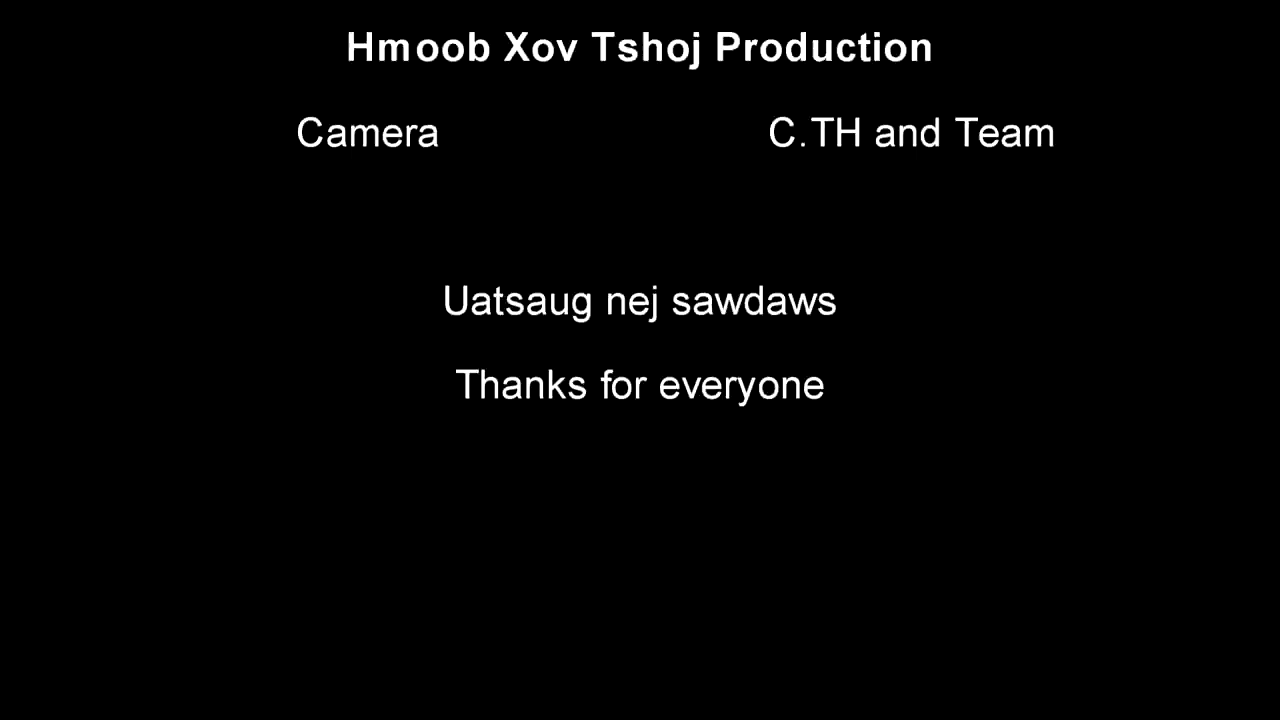 Hmoob Xov Tshoj Production
Camera C.TH and Team
Uatsaug nej sawdaws
Thanks for everyone